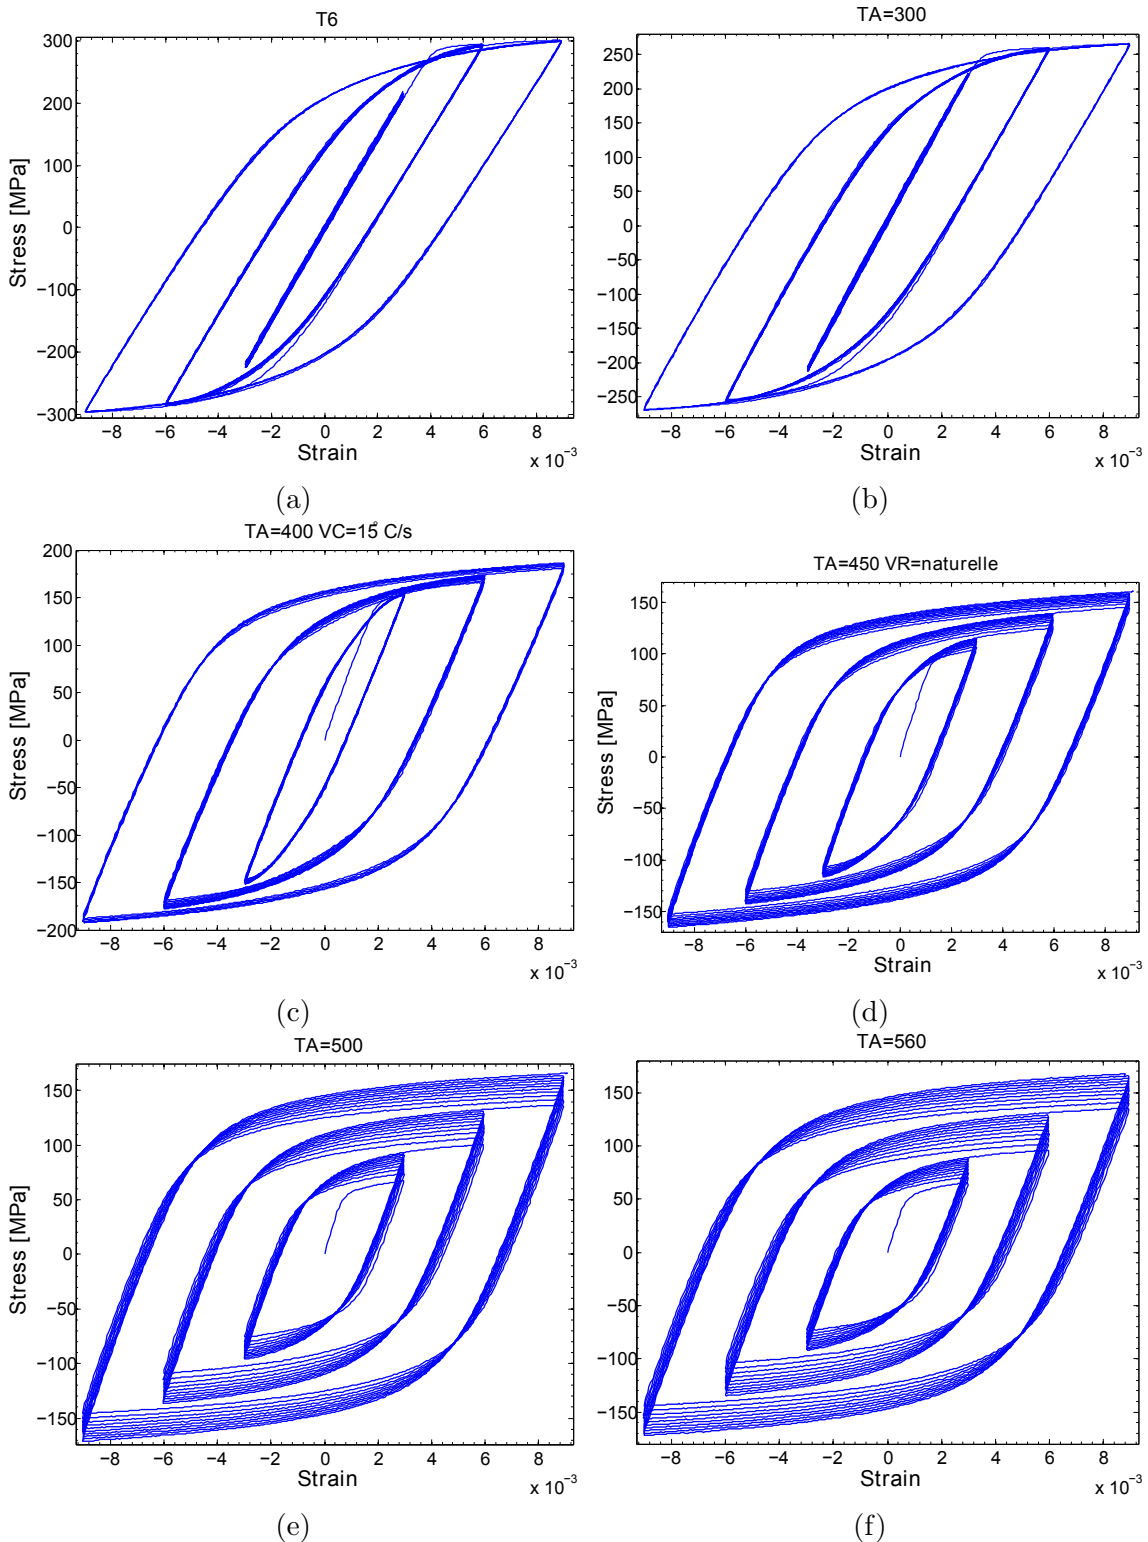 T6
300
200
100
0
−100
−200
−300
Stress [MPa]
−8 −6 −4 −2 0 2 4 6 8
Strain
x 10⁻³
(a)
TA=300
250
200
150
100
50
0
−50
−100
−150
−200
−250
−8 −6 −4 −2 0 2 4 6 8
Strain
x 10⁻³
(b)
TA=400 VC=15° C/s
200
150
100
50
0
−50
−100
−150
−200
Stress [MPa]
−8 −6 −4 −2 0 2 4 6 8
Strain
x 10⁻³
(c)
TA=450 VR=naturelle
150
100
50
0
−50
−100
−150
Stress [MPa]
−8 −6 −4 −2 0 2 4 6 8
Strain
x 10⁻³
(d)
TA=500
150
100
50
0
−50
−100
−150
Stress [MPa]
−8 −6 −4 −2 0 2 4 6 8
Strain
x 10⁻³
(e)
TA=560
150
100
50
0
−50
−100
−150
−8 −6 −4 −2 0 2 4 6 8
Strain
x 10⁻³
(f)